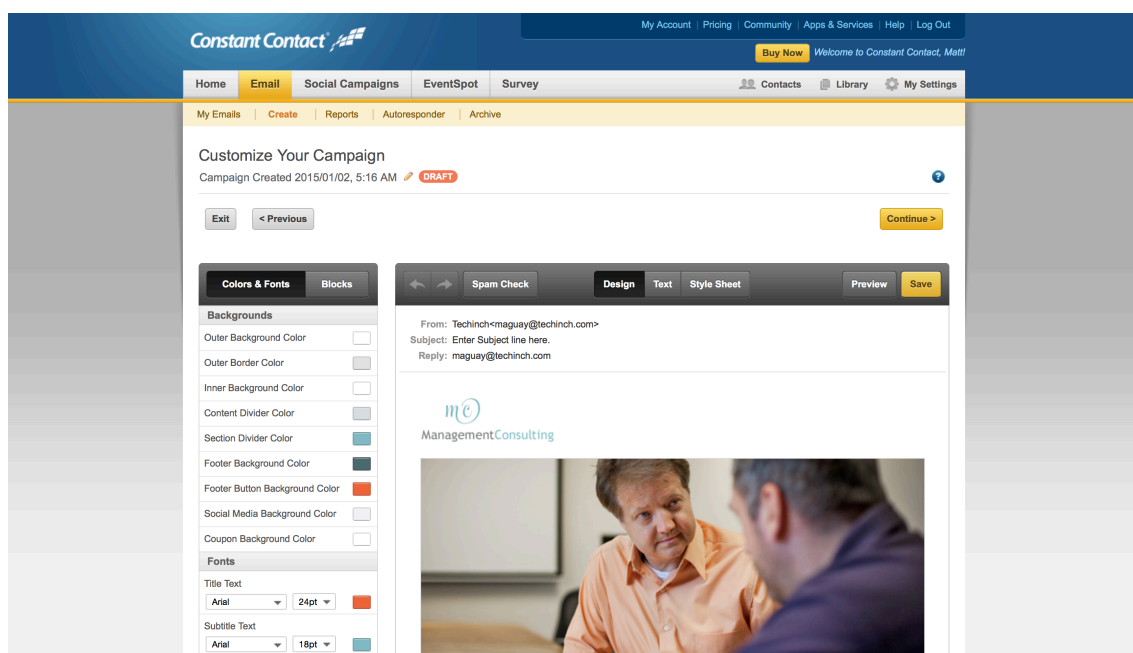 My Account | Pricing | Community | Apps & Services | Help | Log Out
Constant Contact
Buy Now Welcome to Constant Contact, Matt!
Home Email Social Campaigns EventSpot Survey Contacts Library My Settings
My Emails | Create | Reports | Autoresponder | Archive
Customize Your Campaign
Campaign Created 2015/01/02, 5:16 AM DRAFT ?
Exit < Previous Continue >
Colors & Fonts Blocks Spam Check Design Text Style Sheet Preview Save
Backgrounds
Outer Background Color
Outer Border Color
Inner Background Color
Content Divider Color
Section Divider Color
Footer Background Color
Footer Button Background Color
Social Media Background Color
Coupon Background Color
Fonts
Title Text
Arial 24pt
Subtitle Text
Arial 18pt
From: Techinch<maguay@techinch.com>
Subject: Enter Subject line here.
Reply: maguay@techinch.com
mc
ManagementConsulting